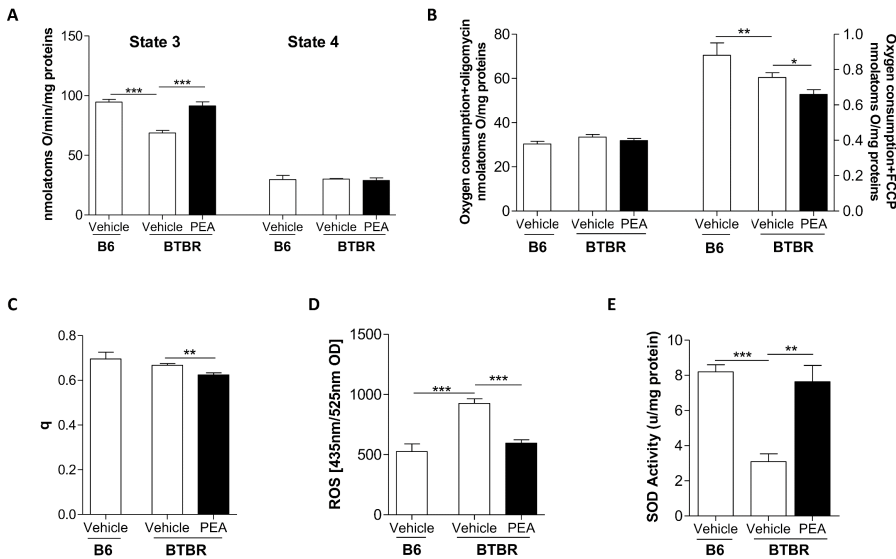 A
nmolatoms O/min/mg proteins
150
100
50
0
State 3
State 4
***
***
Vehicle
Vehicle PEA
Vehicle
Vehicle PEA
B6
BTBR
B6
BTBR
B
Oxygen consumption+oligomycin
nmolatoms O/mg proteins
80
60
40
20
0
**
*
1.0
0.8
0.6
0.4
0.2
0.0
Oxygen consumption+FCCP
nmolatoms O/mg proteins
Vehicle
Vehicle PEA
Vehicle
Vehicle PEA
B6
BTBR
B6
BTBR
C
q
0.8
0.6
0.4
0.2
0.0
**
Vehicle
Vehicle
PEA
B6
BTBR
D
ROS [435nm/525nm OD]
1500
1000
500
0
***
***
Vehicle
Vehicle
PEA
B6
BTBR
E
SOD Activity (u/mg protein)
10
8
6
4
2
0
***
**
Vehicle
Vehicle
PEA
B6
BTBR